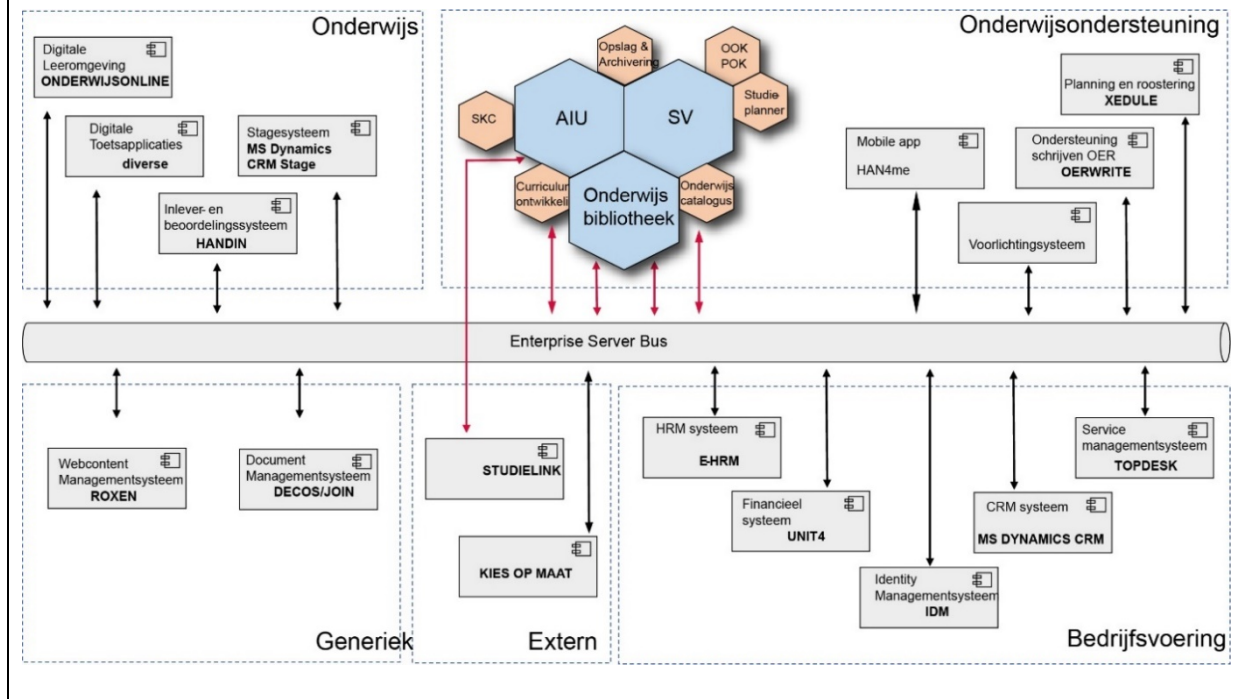 Onderwijs
Digitale
Leeromgeving
ONDERWIJSONLINE
Digitale
Toetsapplicaties
diverse
Stagesysteem
MS Dynamics
CRM Stage
Inlever- en
beoordelingssysteem
HANDIN
Onderwijsondersteuning
Opslag &
Archivering
OOK
POK
Studie
planner
SKC
AIU
SV
Curriculum
ontwikkeli
Onderwijs
bibliotheek
Onderwijs
catalogus
Mobile app
HAN4me
Planning en roostering
XEDULE
Ondersteuning
schrijven OER
OERWRITE
Voorlichtingsysteem
Enterprise Server Bus
Webcontent
Managementsysteem
ROXEN
Document
Managementsysteem
DECOS/JOIN
Generiek
STUDIELINK
KIES OP MAAT
Extern
HRM systeem
E-HRM
Financieel
systeem
UNIT4
Identity
Managementsysteem
IDM
CRM systeem
MS DYNAMICS CRM
Service
managementsysteem
TOPDESK
Bedrijfsvoering